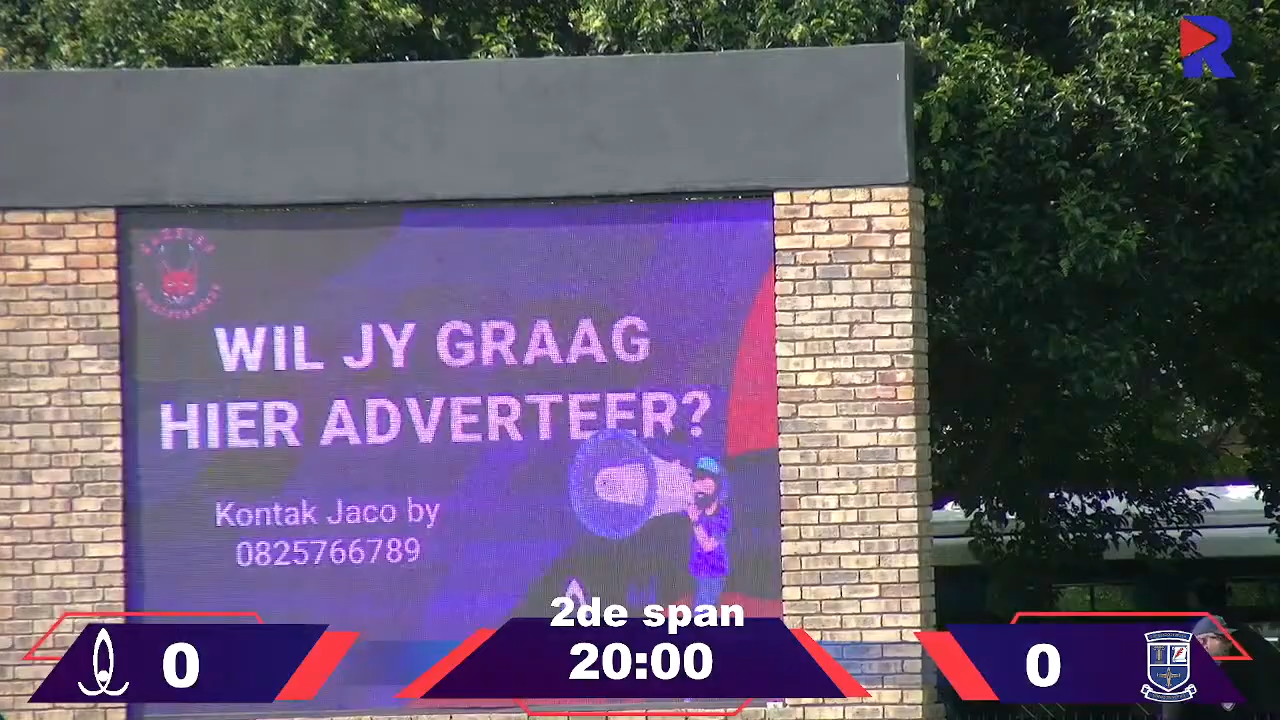 WIL JY GRAAG
HIER ADVERTEER?
Kontak Jaco by
0825766789
2de span
0
20:00
0